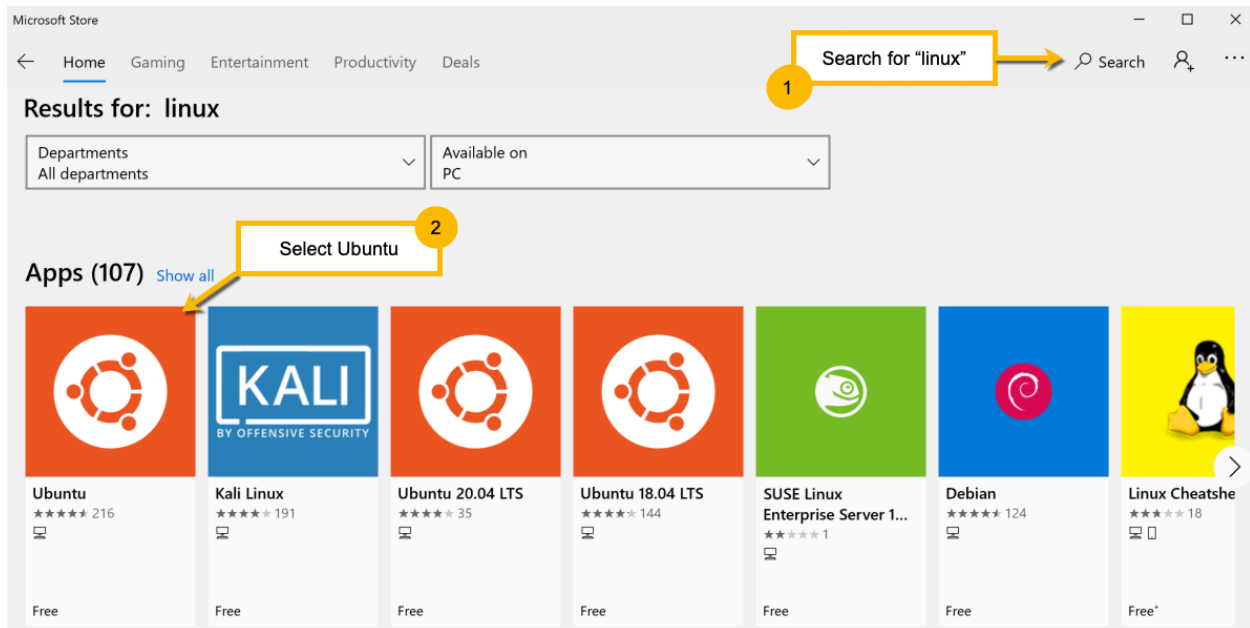 Microsoft Store
Home Gaming Entertainment Productivity Deals
Search for “linux”
1
Search
Results for: linux
Departments
All departments
Available on
PC
2
Select Ubuntu
Apps (107) Show all
KALI
BY OFFENSIVE SECURITY
Ubuntu
216
Free
Kali Linux
191
Free
Ubuntu 20.04 LTS
35
Free
Ubuntu 18.04 LTS
144
Free
SUSE Linux
Enterprise Server 1...
1
Free
Debian
124
Free
Linux Cheatshe
18
Free⁺